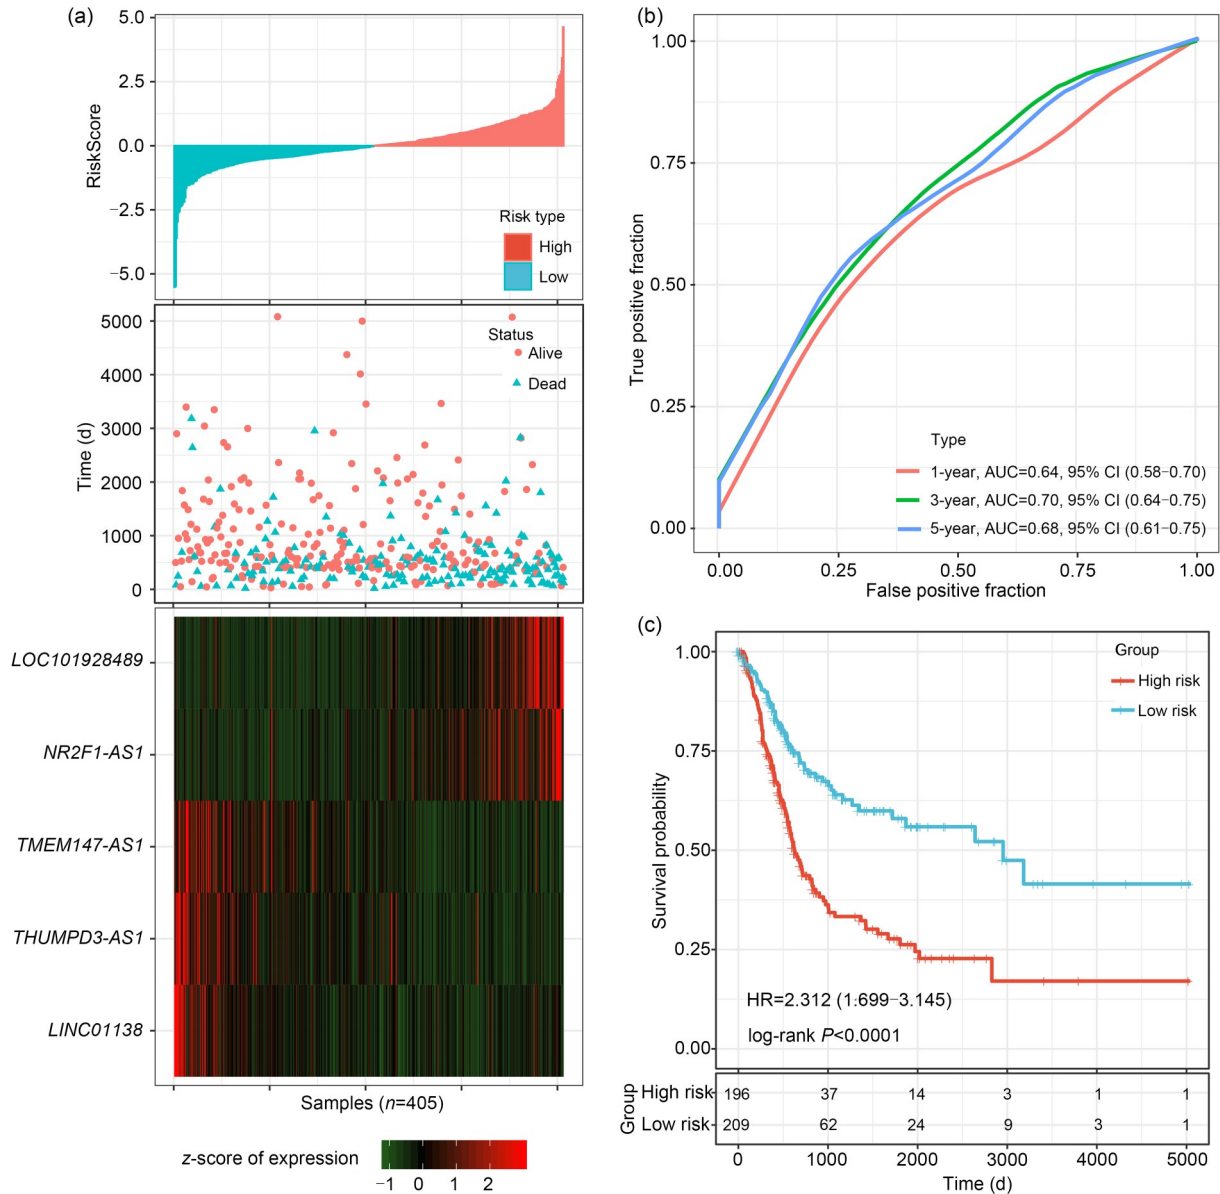 (a)
5.0
2.5
0.0
−2.5
−5.0
RiskScore
Risk type
High
Low
5000
4000
3000
2000
1000
0
Time (d)
Status
Alive
Dead
LOC101928489
NR2F1-AS1
TMEM147-AS1
THUMPD3-AS1
LINC01138
Samples (n=405)
z-score of expression
−1 0 1 2
(b)
1.00
0.75
0.50
0.25
0.00
True positive fraction
Type
1-year, AUC=0.64, 95% CI (0.58−0.70)
3-year, AUC=0.70, 95% CI (0.64−0.75)
5-year, AUC=0.68, 95% CI (0.61−0.75)
0.00 0.25 0.50 0.75 1.00
False positive fraction
(c)
1.00
0.75
0.50
0.25
0.00
Survival probability
Group
High risk
Low risk
HR=2.312 (1.699−3.145)
log-rank P<0.0001
Group
High risk 196 37 14 3 1 1
Low risk 209 62 24 9 3 1
0 1000 2000 3000 4000 5000
Time (d)